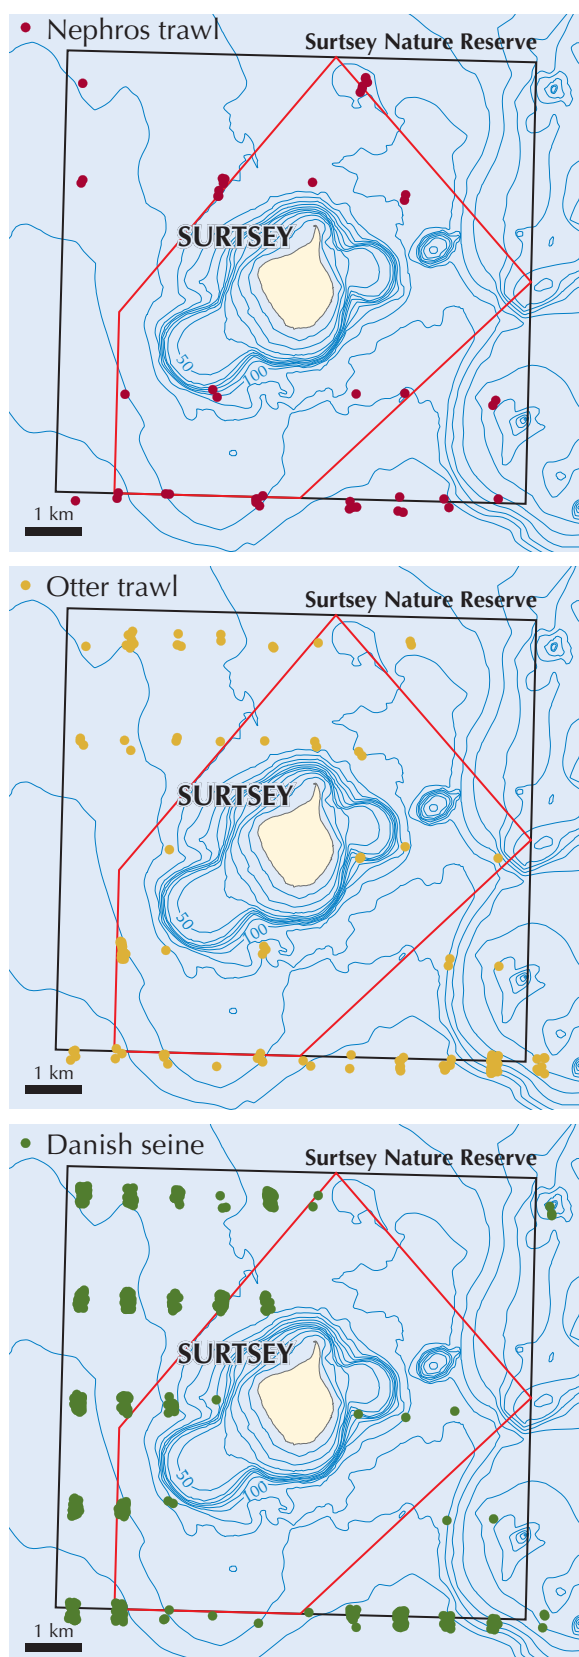 Nephros trawl
Surtsey Nature Reserve
SURTSEY
50
100
1 km
Otter trawl
Surtsey Nature Reserve
SURTSEY
50
100
1 km
Danish seine
Surtsey Nature Reserve
SURTSEY
50
100
1 km